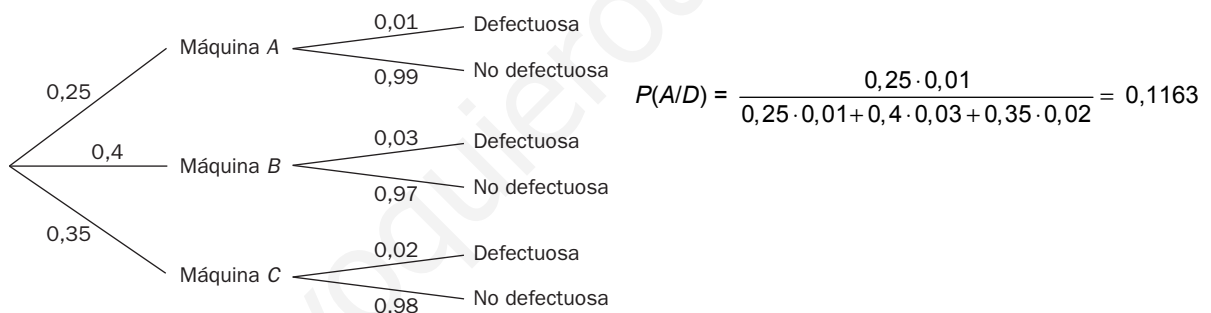 0,01 Defectuosa
Máquina A
0,99 No defectuosa
0,25
P(A/D) = 0,25·0,01 / 0,25·0,01+0,4·0,03+0,35·0,02 = 0,1163
0,03 Defectuosa
0,4 Máquina B
0,97 No defectuosa
0,35
0,02 Defectuosa
Máquina C
0,98 No defectuosa
yoquiero